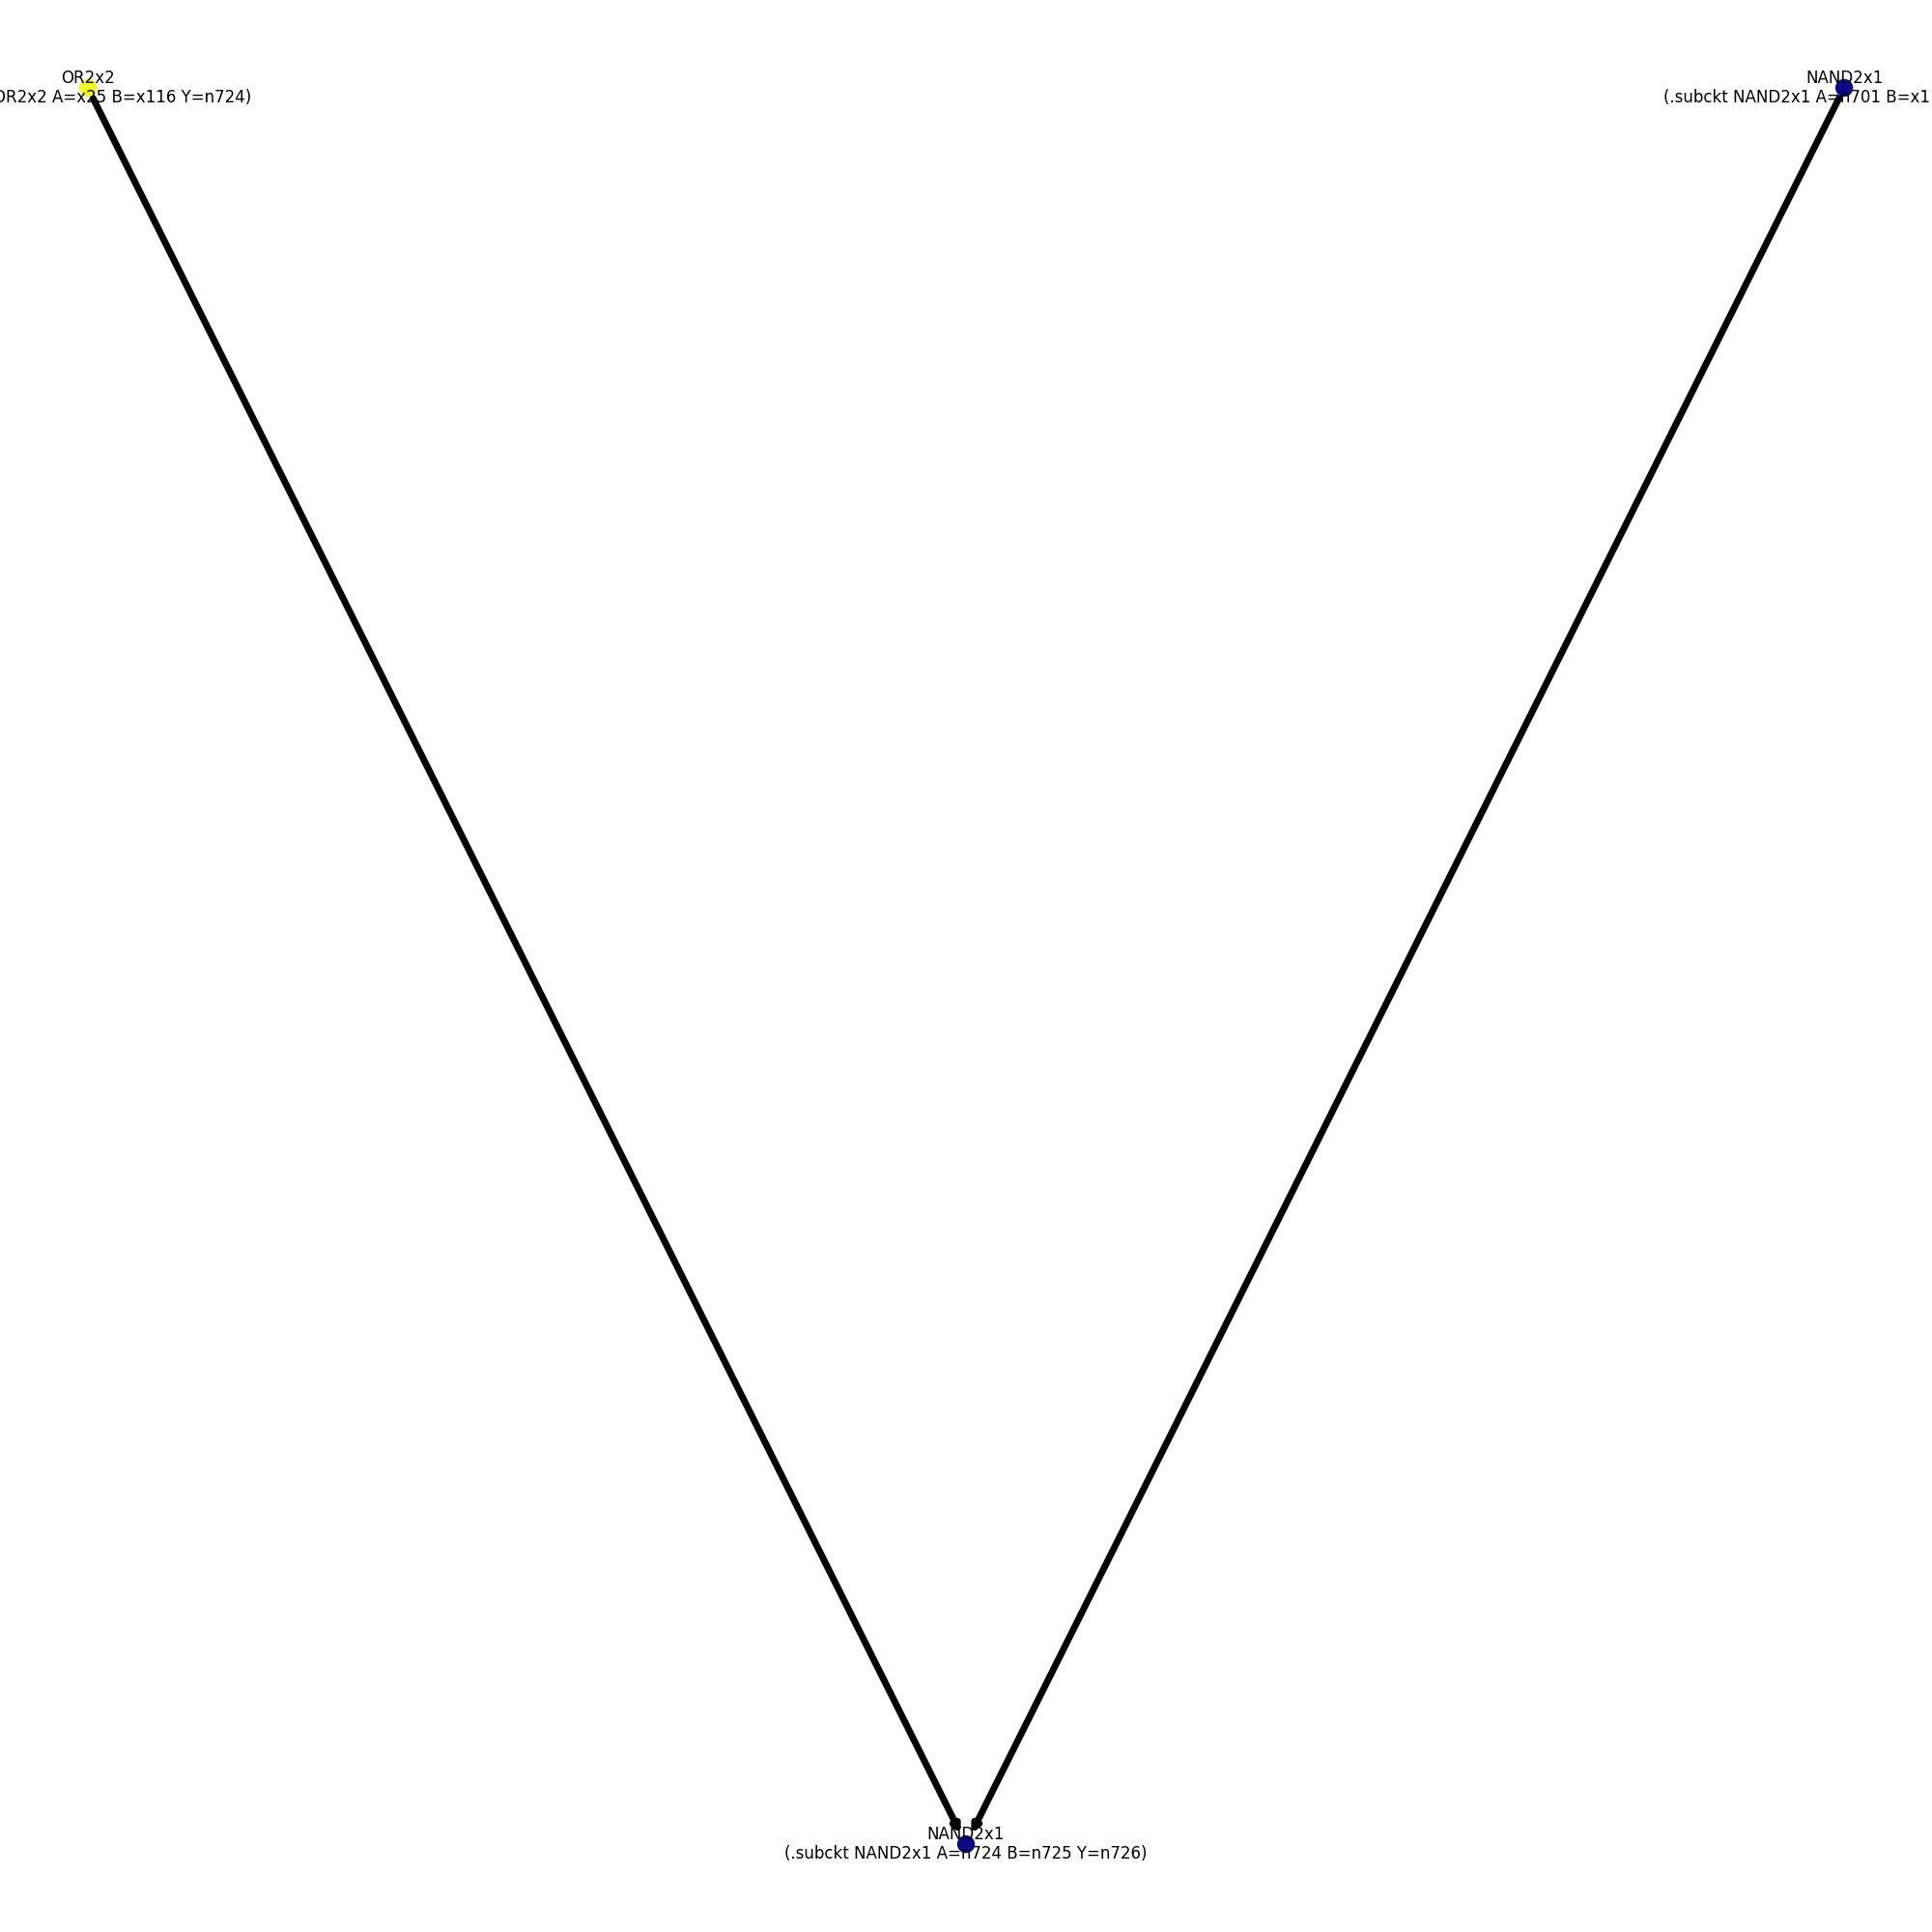 OR2x2
OR2x2 A=x25 B=x116 Y=n724)
NAND2x1
(.subckt NAND2x1 A=n701 B=x1
NAND2x1
(.subckt NAND2x1 A=n724 B=n725 Y=n726)